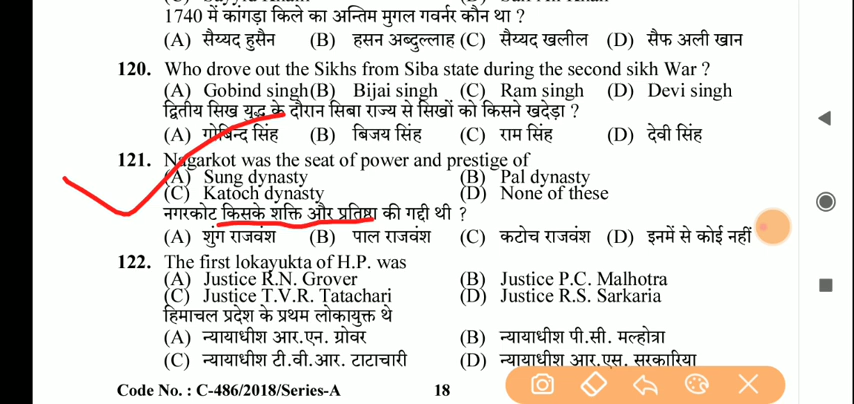 1740 में कांगड़ा किले का अन्तिम मुगल गवर्नर कौन था ?
(A) सैय्यद हुसैन (B) हसन अब्दुल्लाह (C) सैय्यद खलील (D) सैफ अली खान
120. Who drove out the Sikhs from Siba state during the second sikh War ?
(A) Gobind singh (B) Bijai singh (C) Ram singh (D) Devi singh
द्वितीय सिख युद्ध के दौरान सिबा राज्य से सिखों को किसने खदेड़ा ?
(A) गोबिन्द सिंह (B) बिजय सिंह (C) राम सिंह (D) देवी सिंह
121. Nagarkot was the seat of power and prestige of
(A) Sung dynasty (B) Pal dynasty
(C) Katoch dynasty (D) None of these
नगरकोट किसके शक्ति और प्रतिष्ठा की गद्दी थी ?
(A) शुंग राजवंश (B) पाल राजवंश (C) कटोच राजवंश (D) इनमें से कोई नहीं
122. The first lokayukta of H.P. was
(A) Justice R.N. Grover (B) Justice P.C. Malhotra
(C) Justice T.V.R. Tatachari (D) Justice R.S. Sarkaria
हिमाचल प्रदेश के प्रथम लोकायुक्त थे
(A) न्यायाधीश आर.एन. ग्रोवर (B) न्यायाधीश पी.सी. मल्होत्रा
(C) न्यायाधीश टी.वी.आर. टाटाचारी (D) न्यायाधीश आर.एस. सरकारिया
Code No. : C-486/2018/Series-A 18